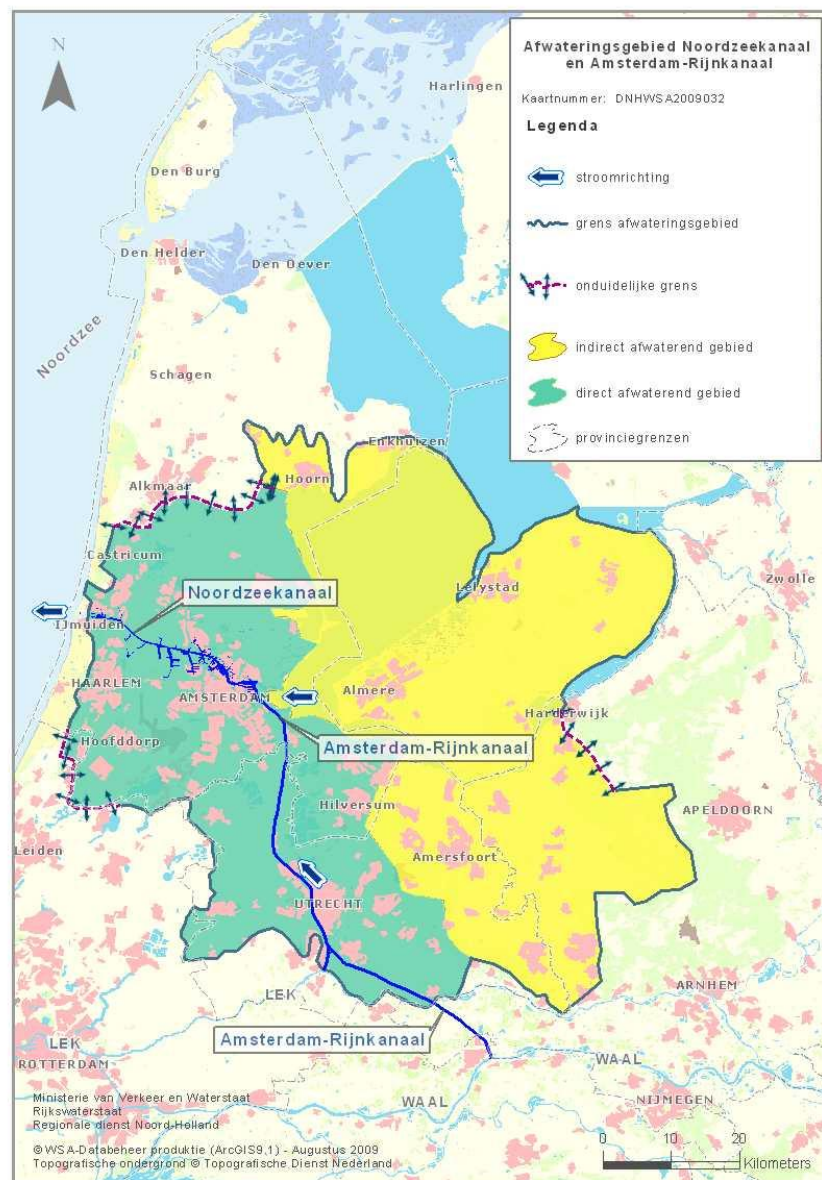 N
Afwateringsgebied Noordzeekanaal
en Amsterdam-Rijnkanaal
Kaartnummer: DNHWSA2009032
Legenda
stroomrichting
grens afwateringsgebied
onduidelijke grens
indirect afwaterend gebied
direct afwaterend gebied
provinciegrenzen
Harlingen
Den Burg
Den Helder
Den Oever
Noordzee
Schagen
Enkhuizen
Hoorn
Alkmaar
Castricum
Lelystad
Zwolle
Noordzeekanaal
IJmuiden
HAARLEM
AMSTERDAM
Almere
Harderwijk
Hoofddorp
Amsterdam-Rijnkanaal
Hilversum
APELDOORN
Leiden
Amersfoort
UTRECHT
LEK
ARNHEM
Amsterdam-Rijnkanaal
LEK
ROTTERDAM
WAAL
WAAL
NIJMEGEN
Ministerie van Verkeer en Waterstaat
Rijkswaterstaat
Regionale dienst Noord-Holland
©WSA-Databeheer produktie (ArcGIS9,1) - Augustus 2009
Topografische ondergrond © Topografische Dienst Nederland
0 10 20
Kilometers